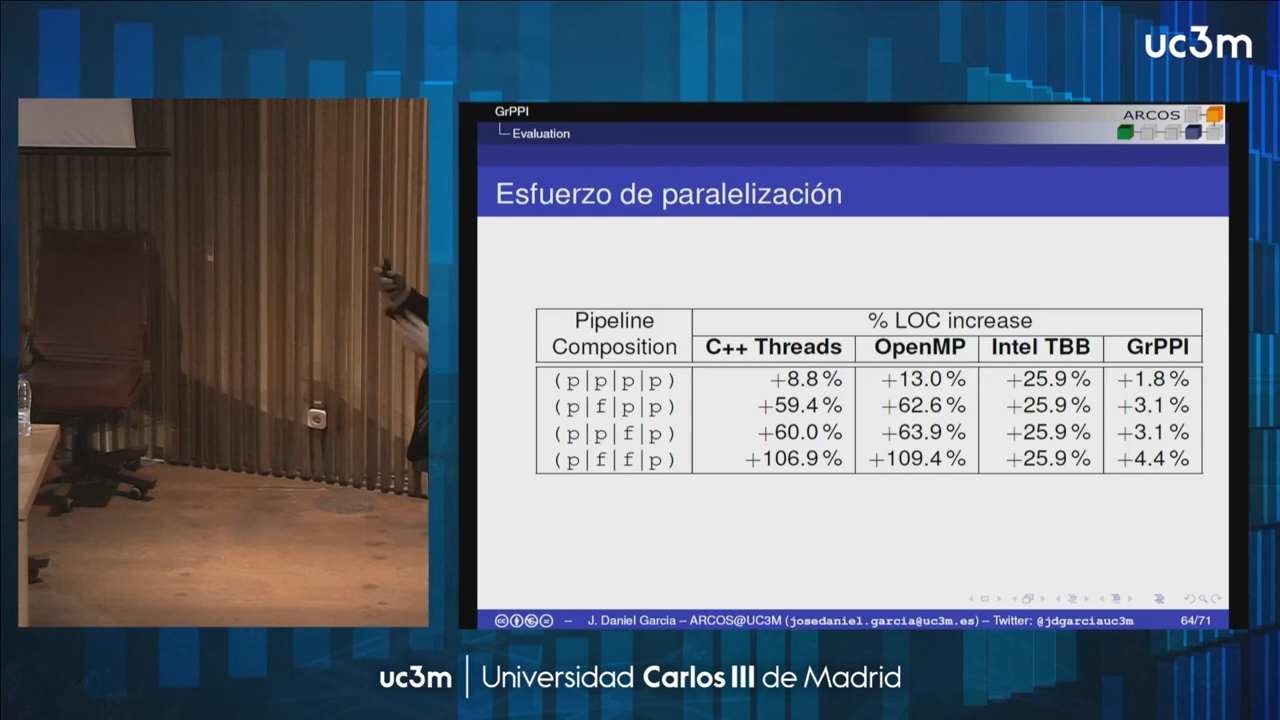 uc3m
GrPPI
Evaluation
ARCOS
Esfuerzo de paralelización
Pipeline Composition
% LOC increase
C++ Threads OpenMP Intel TBB GrPPI
(p|p|p|p) +8.8% +13.0% +25.9% +1.8%
(p|f|p|p) +59.4% +62.6% +25.9% +3.1%
(p|p|f|p) +60.0% +63.9% +25.9% +3.1%
(p|f|f|p) +106.9% +109.4% +25.9% +4.4%
– J. Daniel Garcia – ARCOS@UC3M (josedaniel.garcia@uc3m.es) – Twitter: @jdgarciauc3m 64/71
uc3m | Universidad Carlos III de Madrid